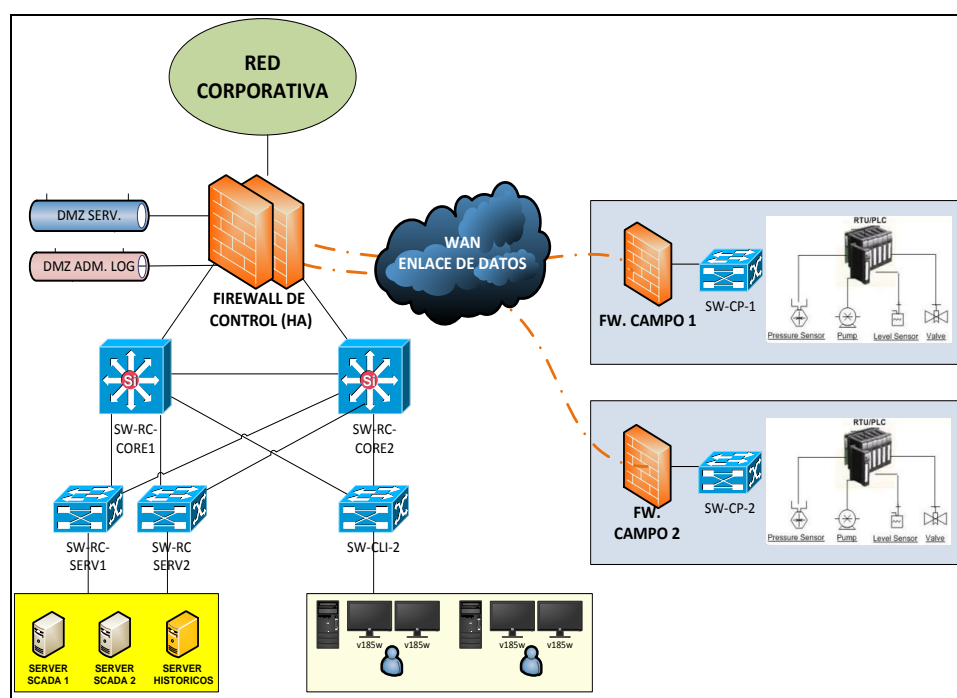 RED
CORPORATIVA
DMZ SERV.
DMZ ADM. LOG
FIREWALL DE
CONTROL (HA)
WAN
ENLACE DE DATOS
FW. CAMPO 1
SW-CP-1
RTU/PLC
Pressure Sensor
Pump
Level Sensor
Valve
Si
SW-RC-
CORE1
Si
SW-RC-
CORE2
FW.
CAMPO 2
SW-CP-2
RTU/PLC
Pressure Sensor
Pump
Level Sensor
Valve
SW-RC-
SERV1
SW-RC
SERV2
SW-CLI-2
SERVER
SCADA 1
SERVER
SCADA 2
SERVER
HISTORICOS
v185w
v185w
v185w
v185w